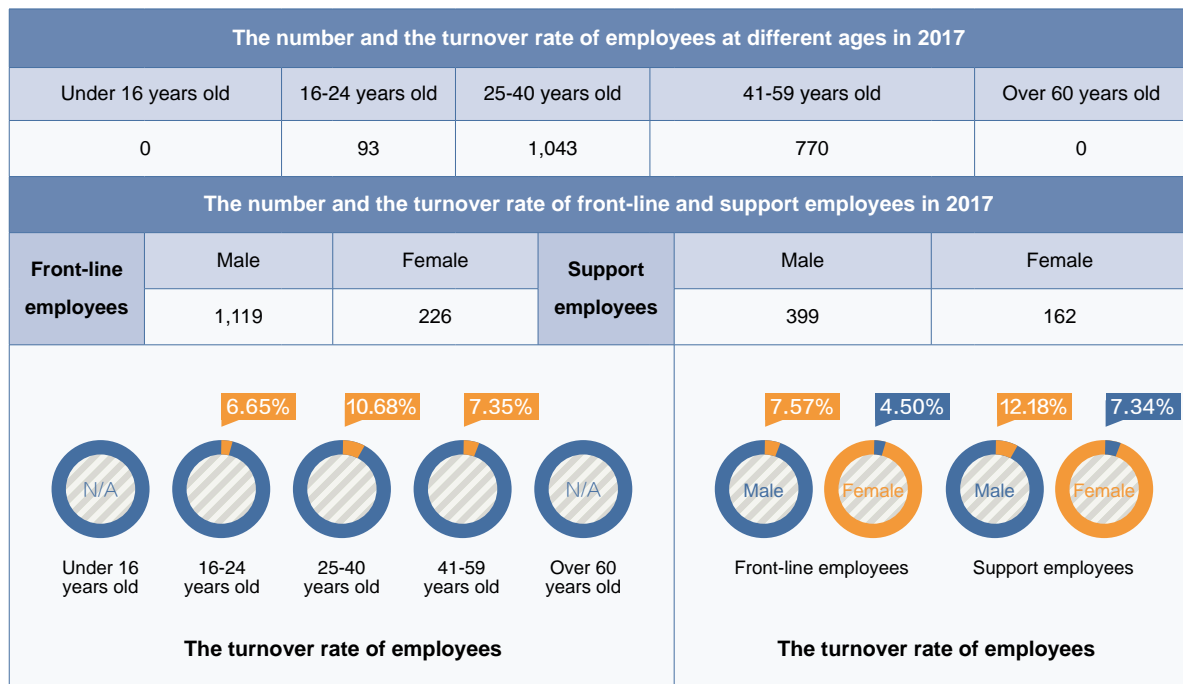 The number and the turnover rate of employees at different ages in 2017
Under 16 years old 16-24 years old 25-40 years old 41-59 years old Over 60 years old
0 93 1,043 770 0
The number and the turnover rate of front-line and support employees in 2017
Front-line employees Male Female Support employees Male Female
1,119 226 399 162
6.65% 10.68% 7.35%
N/A N/A
Under 16 years old 16-24 years old 25-40 years old 41-59 years old Over 60 years old
The turnover rate of employees
7.57% 4.50% 12.18% 7.34%
Male Female Male Female
Front-line employees Support employees
The turnover rate of employees